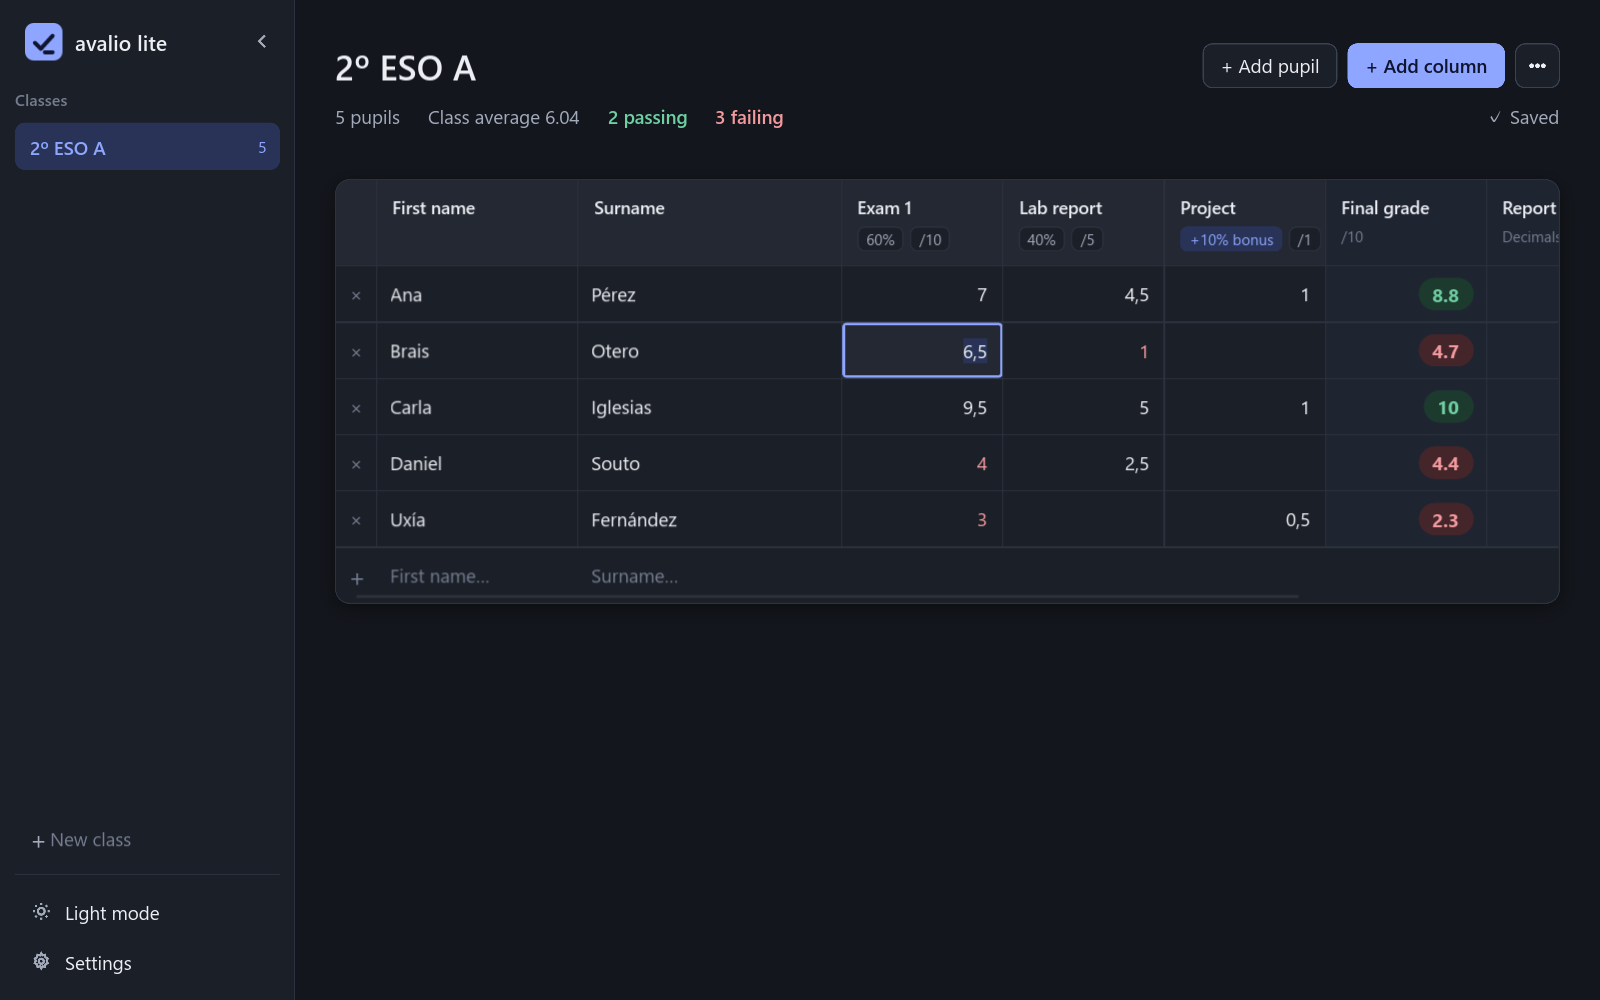 avalio lite
Classes
2º ESO A 5
+ New class
Light mode
Settings
2º ESO A
+ Add pupil
+ Add column
5 pupils Class average 6.04 2 passing 3 failing
✓ Saved
First name Surname Exam 1 Lab report Project Final grade Report
60% /10 40% /5 +10% bonus /1 /10 Decimals
× Ana Pérez 7 4,5 1 8.8
× Brais Otero 6,5 1 4.7
× Carla Iglesias 9,5 5 1 10
× Daniel Souto 4 2,5 4.4
× Uxía Fernández 3 0,5 2.3
+ First name... Surname...